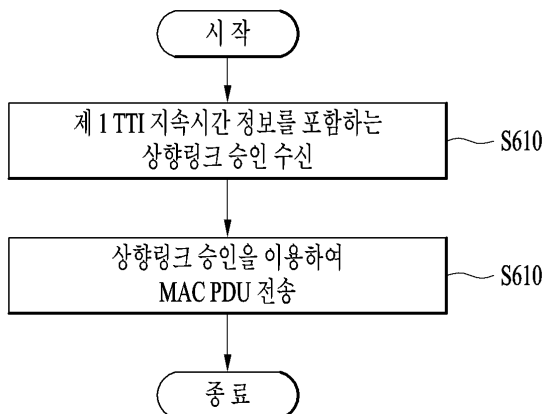 시 작
제 1 TTI 지속시간 정보를 포함하는
상향링크 승인 수신
S610
상향링크 승인을 이용하여
MAC PDU 전송
S610
종 료